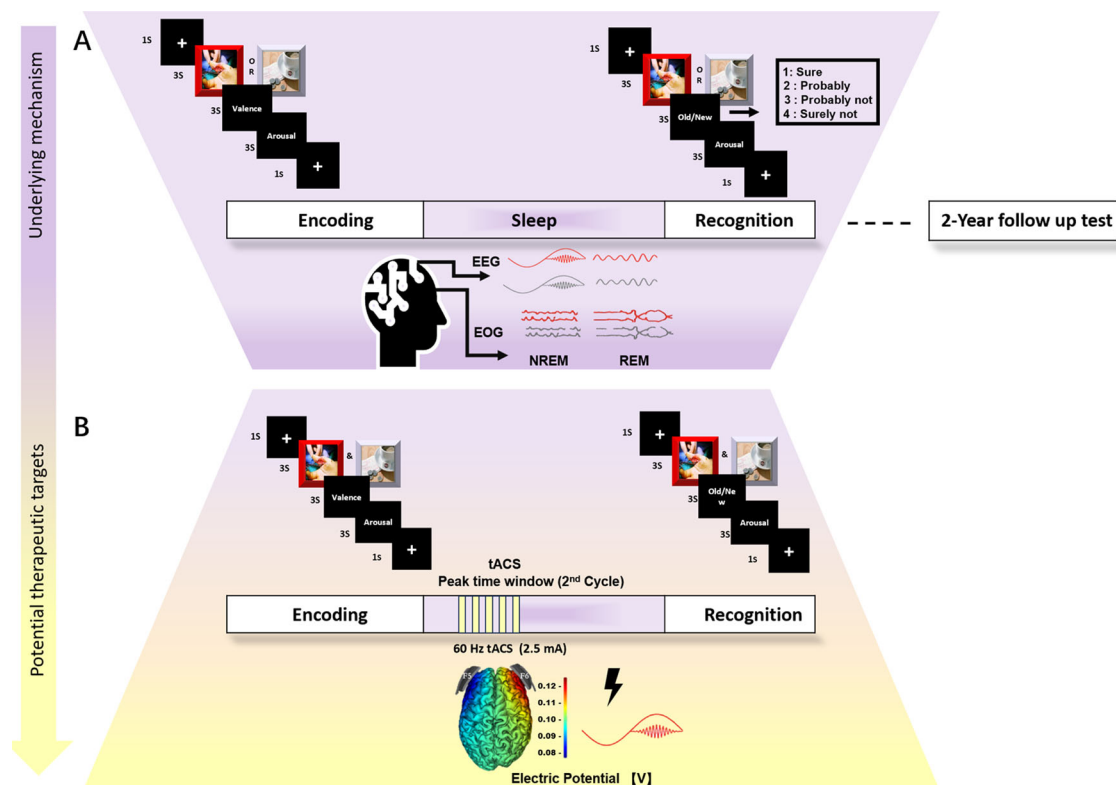 Underlying mechanism
Potential therapeutic targets
A
1S
3S
O
R
3S
Valence
3S
Arousal
1s
1S
3S
O
R
3S
Old/New
3S
Arousal
1s
1: Sure
2 : Probably
3 : Probably not
4 : Surely not
Encoding
Sleep
Recognition
2-Year follow up test
EEG
EOG
NREM
REM
B
1S
3S
&
3S
Valence
3S
Arousal
1s
1S
3S
&
3S
Old/Ne
w
3S
Arousal
1s
tACS
Peak time window (2nd Cycle)
Encoding
Recognition
60 Hz tACS (2.5 mA)
F5
F6
0.12
0.11
0.10
0.09
0.08
Electric Potential 【V】